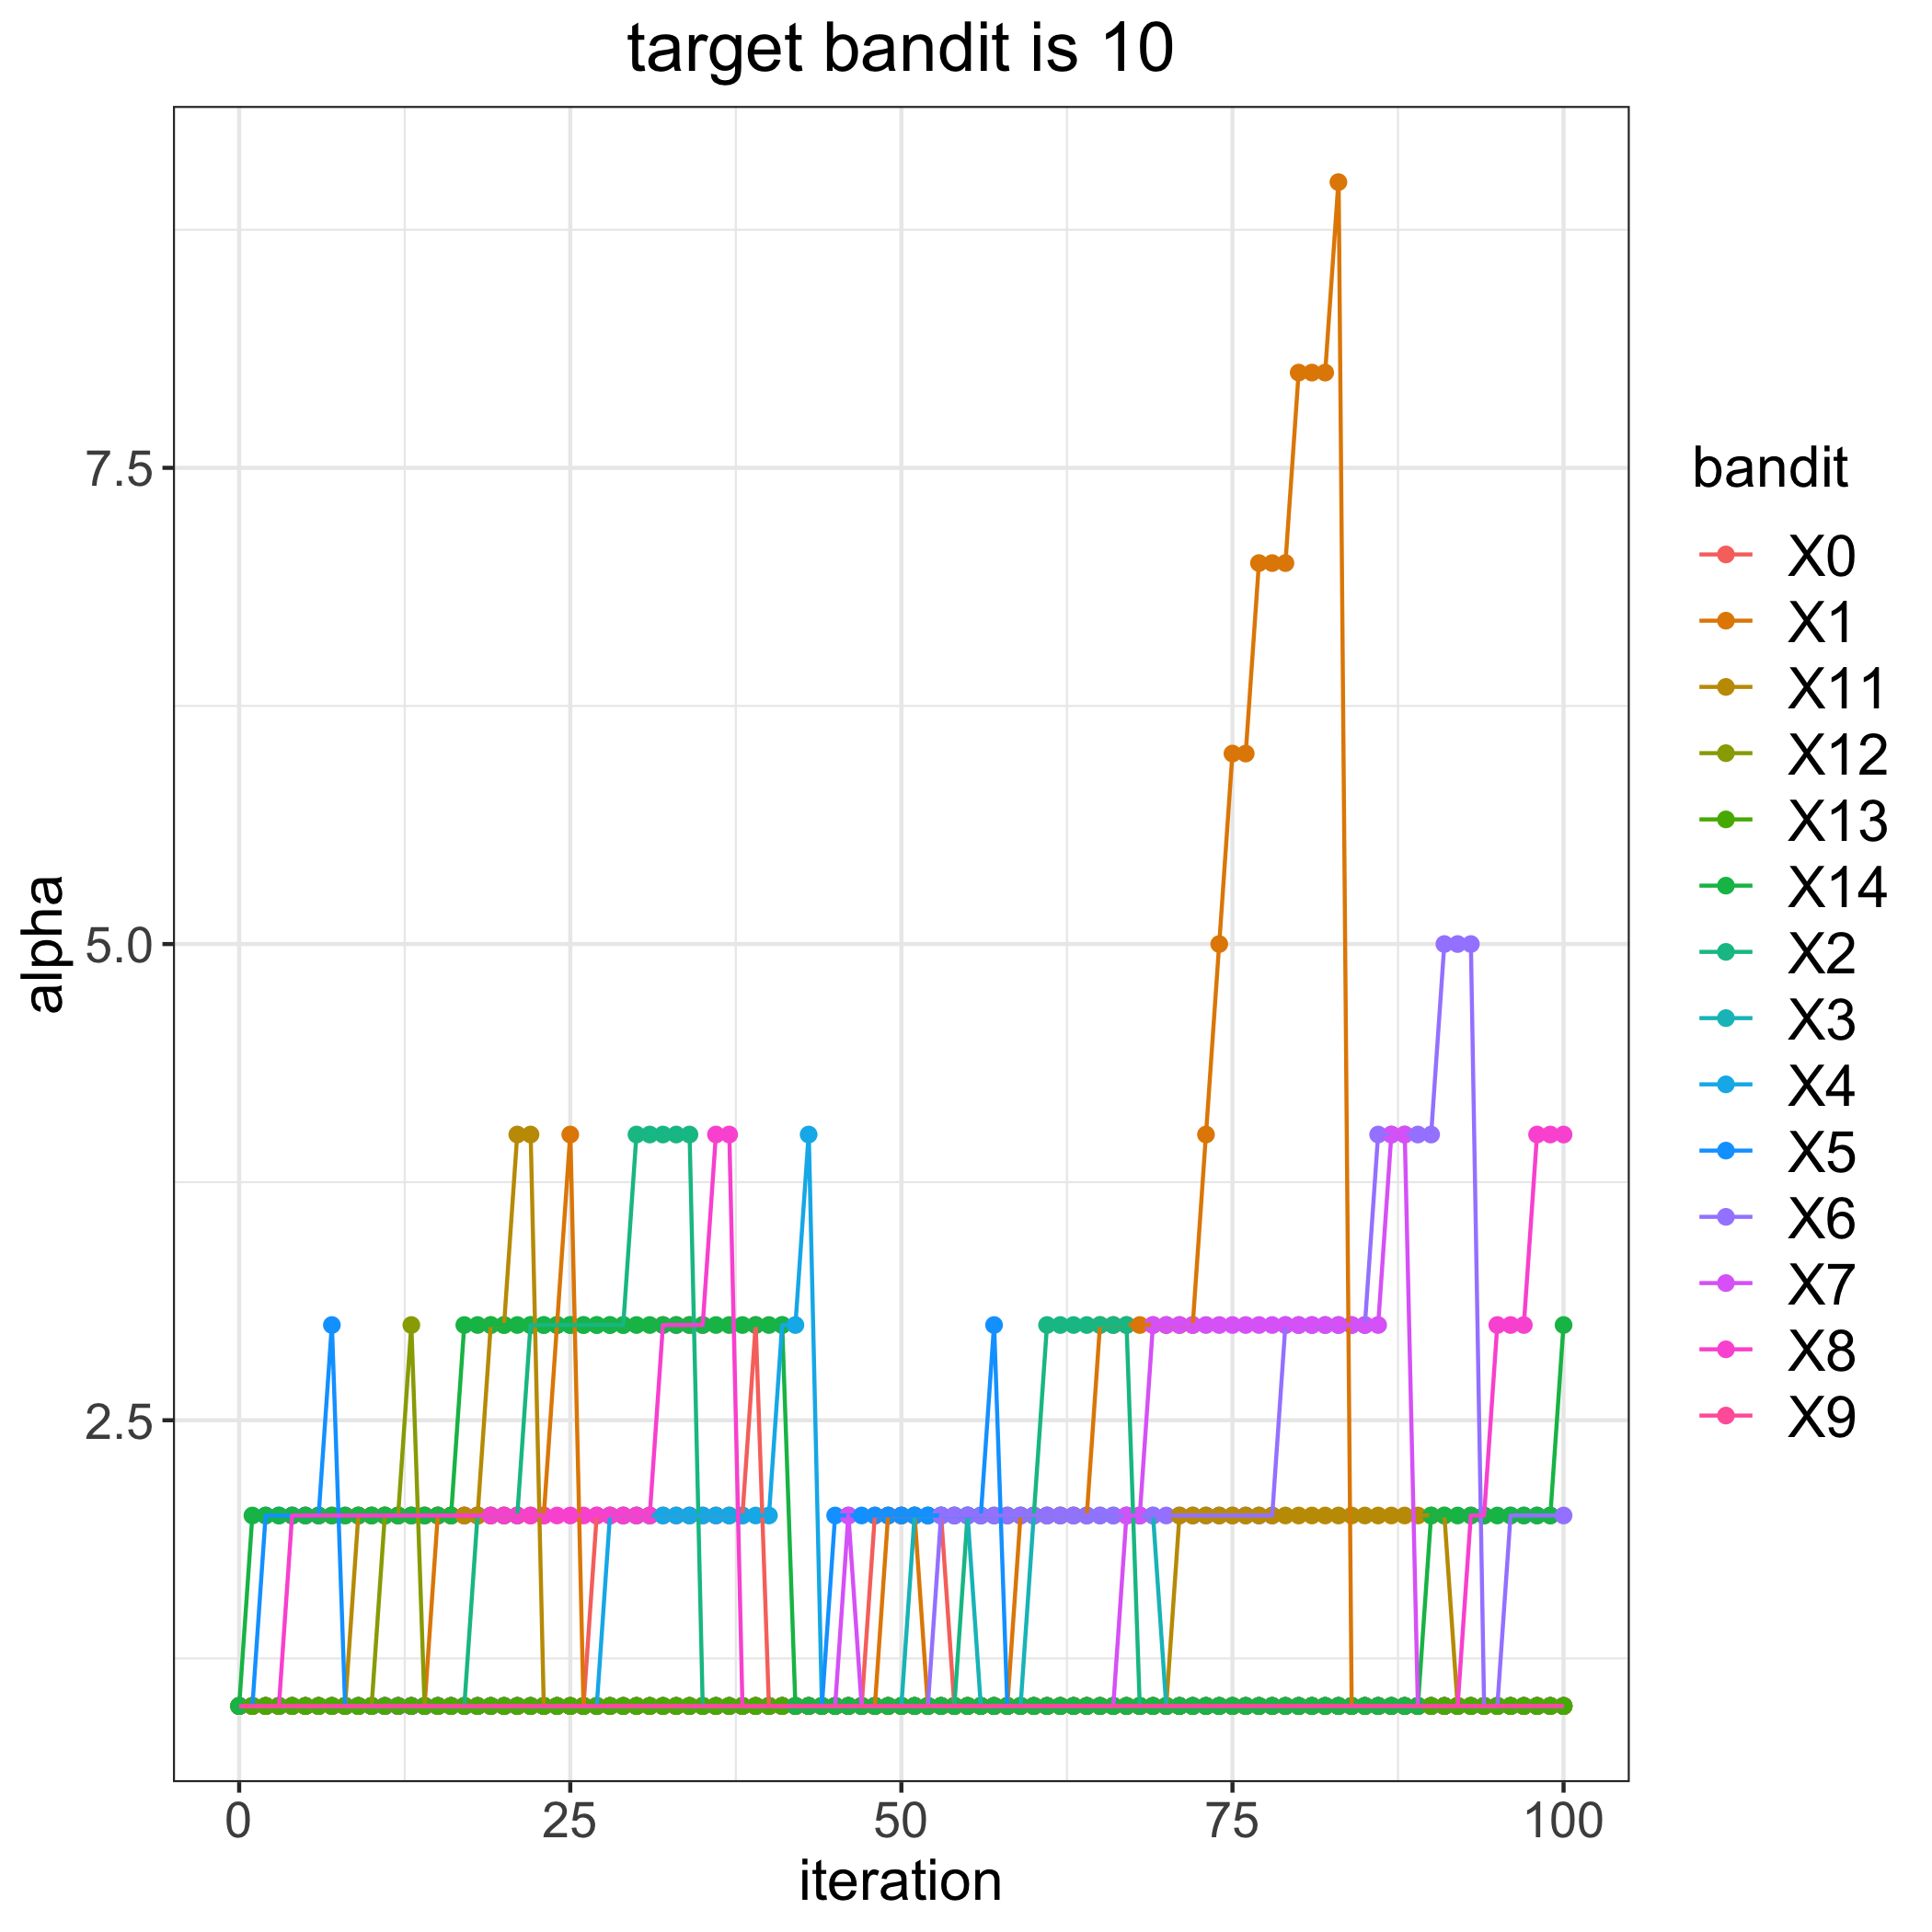 target bandit is 10
alpha
7.5
5.0
2.5
0 25 50 75 100
iteration
bandit
X0
X1
X11
X12
X13
X14
X2
X3
X4
X5
X6
X7
X8
X9